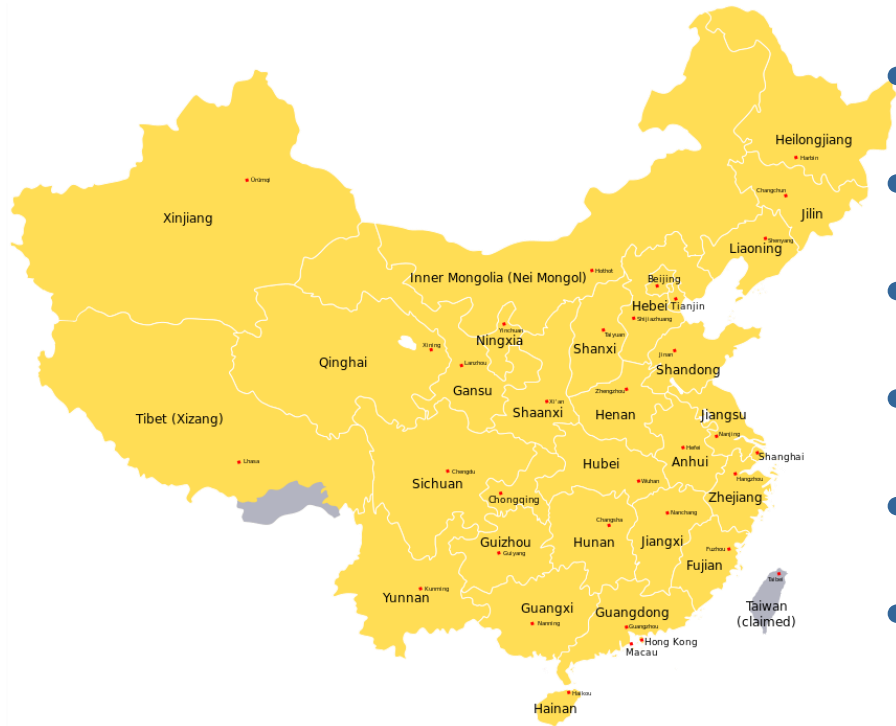 Heilongjiang
Harbin
Ürümqi
Changchun
Jilin
Xinjiang
Shenyang
Liaoning
Hohhot
Inner Mongolia (Nei Mongol)
Beijing
Hebei
Tianjin
Shijiazhuang
Yinchuan
Ningxia
Taiyuan
Shanxi
Xining
Qinghai
Lanzhou
Gansu
Jinan
Shandong
Zhengzhou
Xi'an
Shaanxi
Henan
Jiangsu
Tibet (Xizang)
Nanjing
Hefei
Anhui
Shanghai
Lhasa
Chengdu
Sichuan
Hubei
Wuhan
Hangzhou
Zhejiang
Chongqing
Changsha
Hunan
Nanchang
Jiangxi
Guizhou
Guiyang
Fuzhou
Fujian
Kunming
Yunnan
Taibei
Taiwan
(claimed)
Guangxi
Nanning
Guangdong
Guangzhou
Hong Kong
Macau
Haikou
Hainan